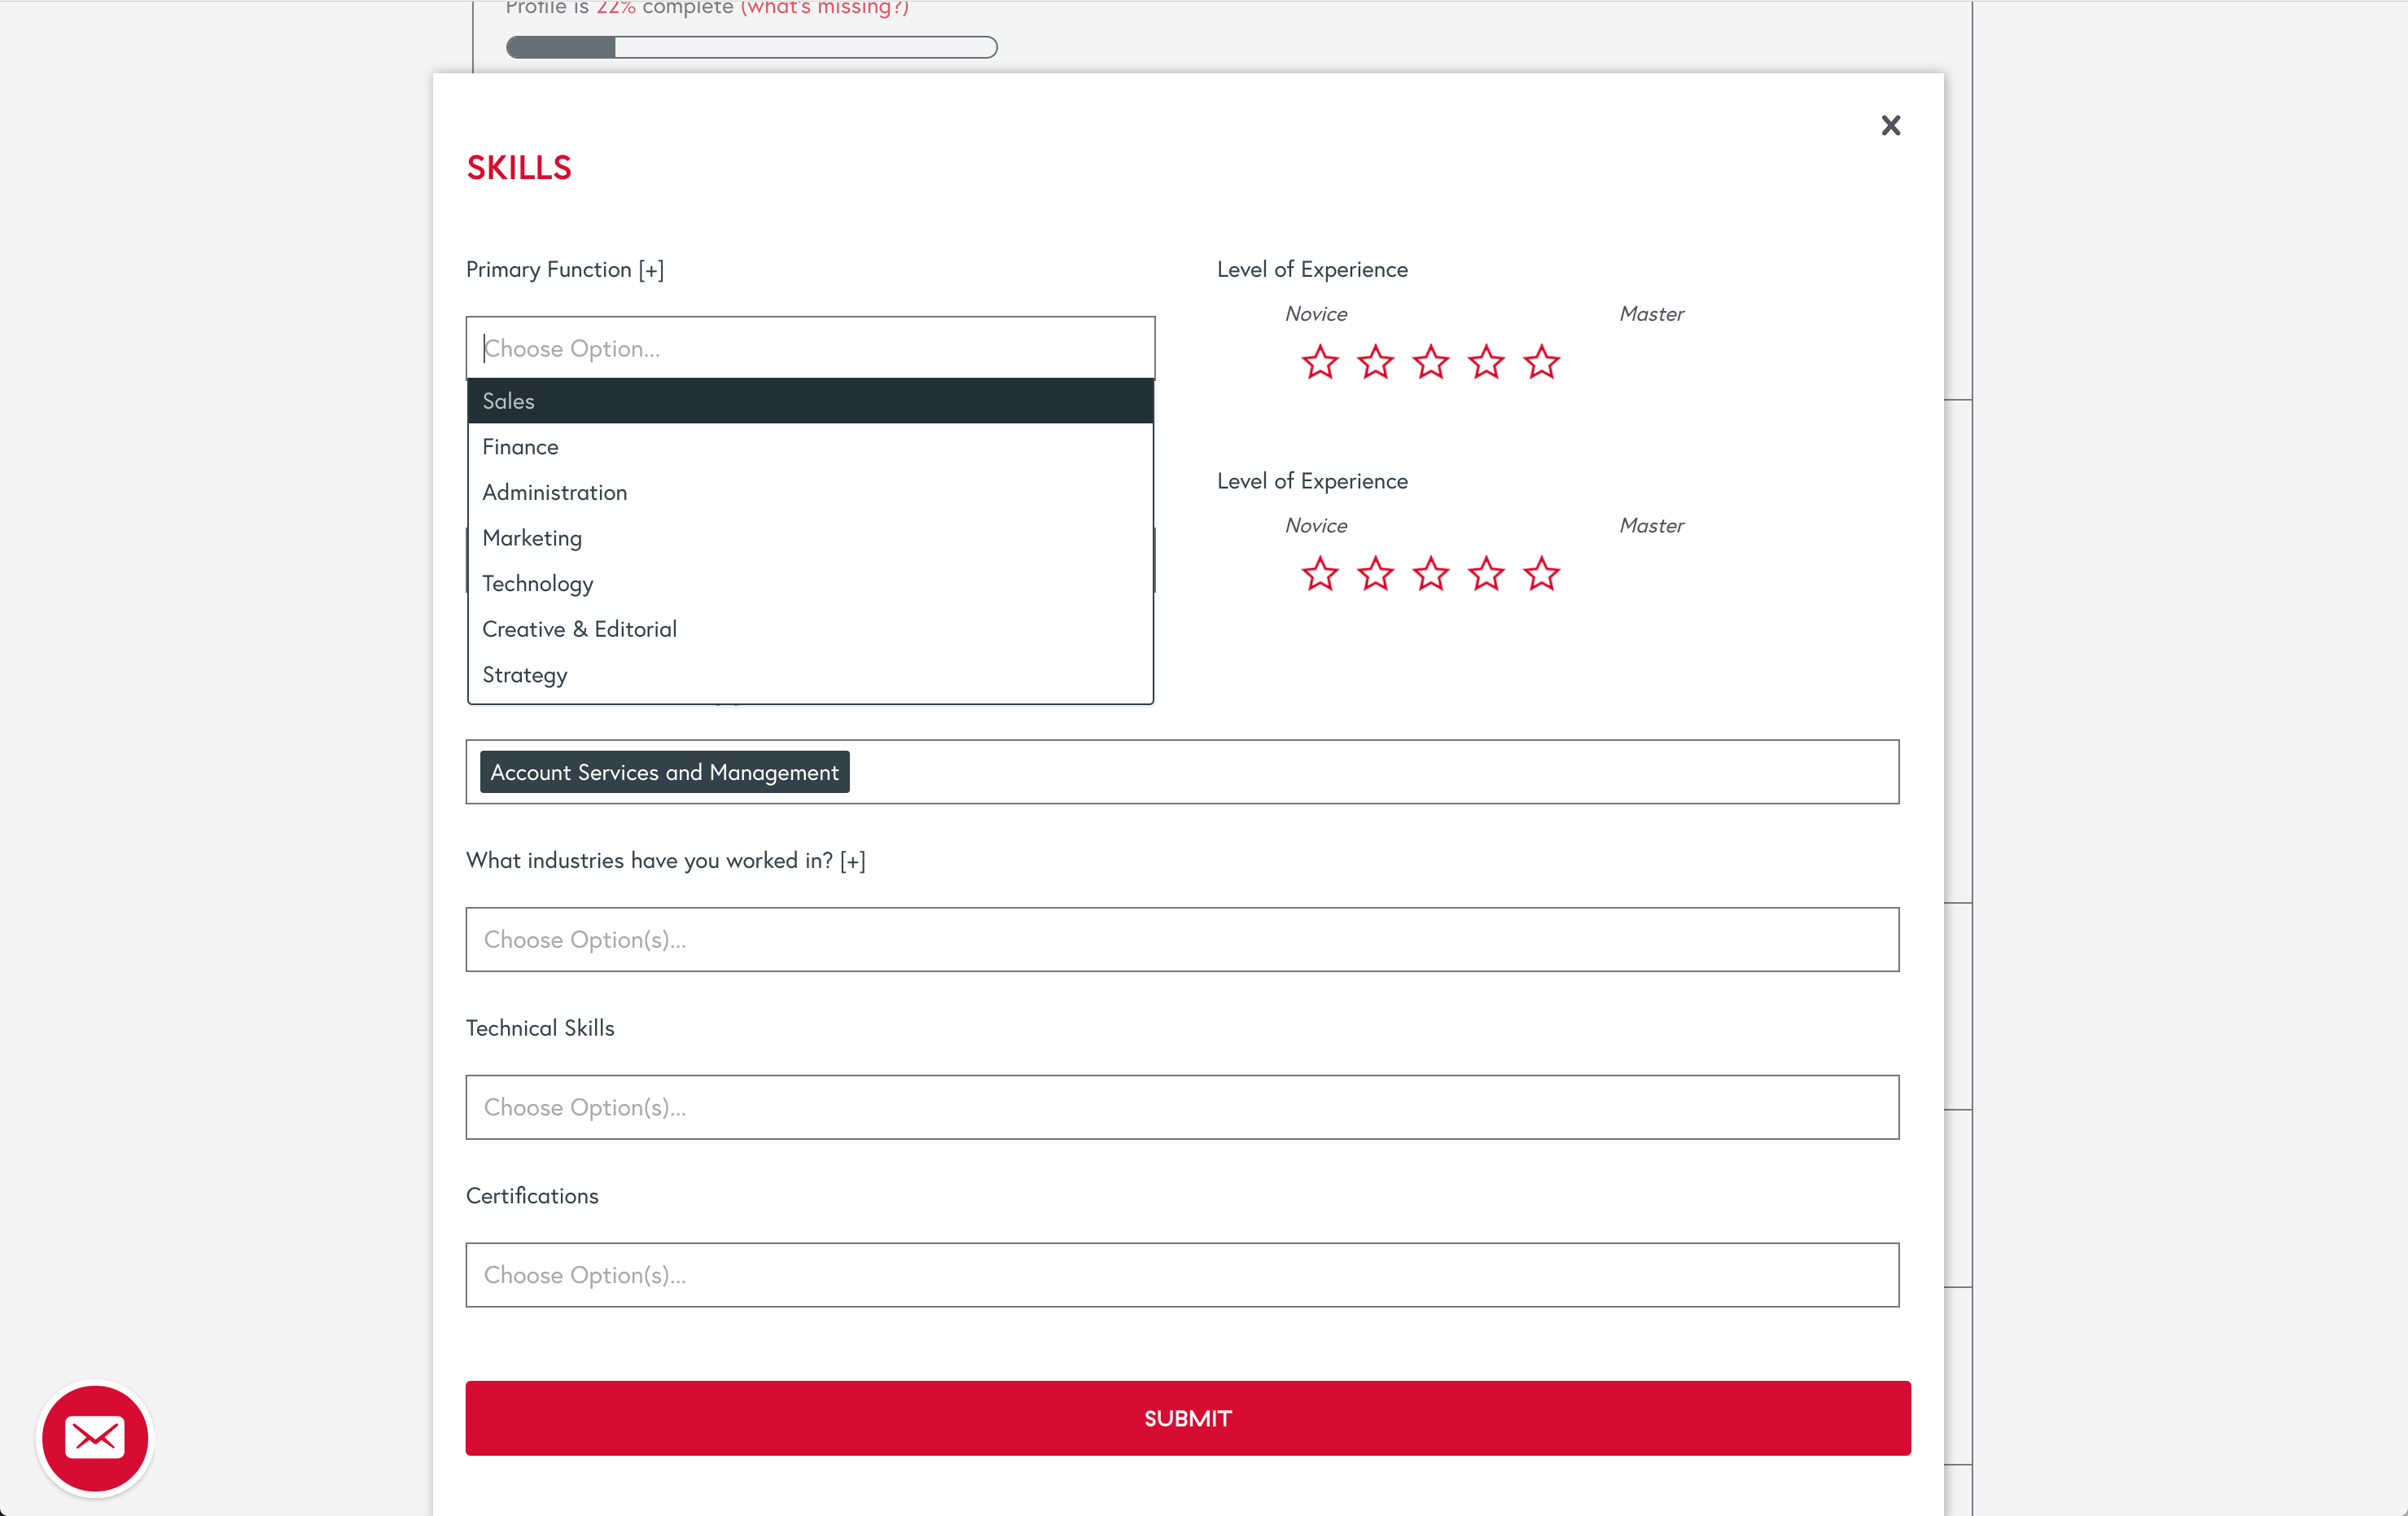 Profile is 22% complete (what's missing?)
SKILLS
Primary Function [+]
Level of Experience
Novice Master
Choose Option...
Sales
Finance
Administration
Marketing
Technology
Creative & Editorial
Strategy
Level of Experience
Novice Master
Account Services and Management
What industries have you worked in? [+]
Choose Option(s)...
Technical Skills
Choose Option(s)...
Certifications
Choose Option(s)...
SUBMIT